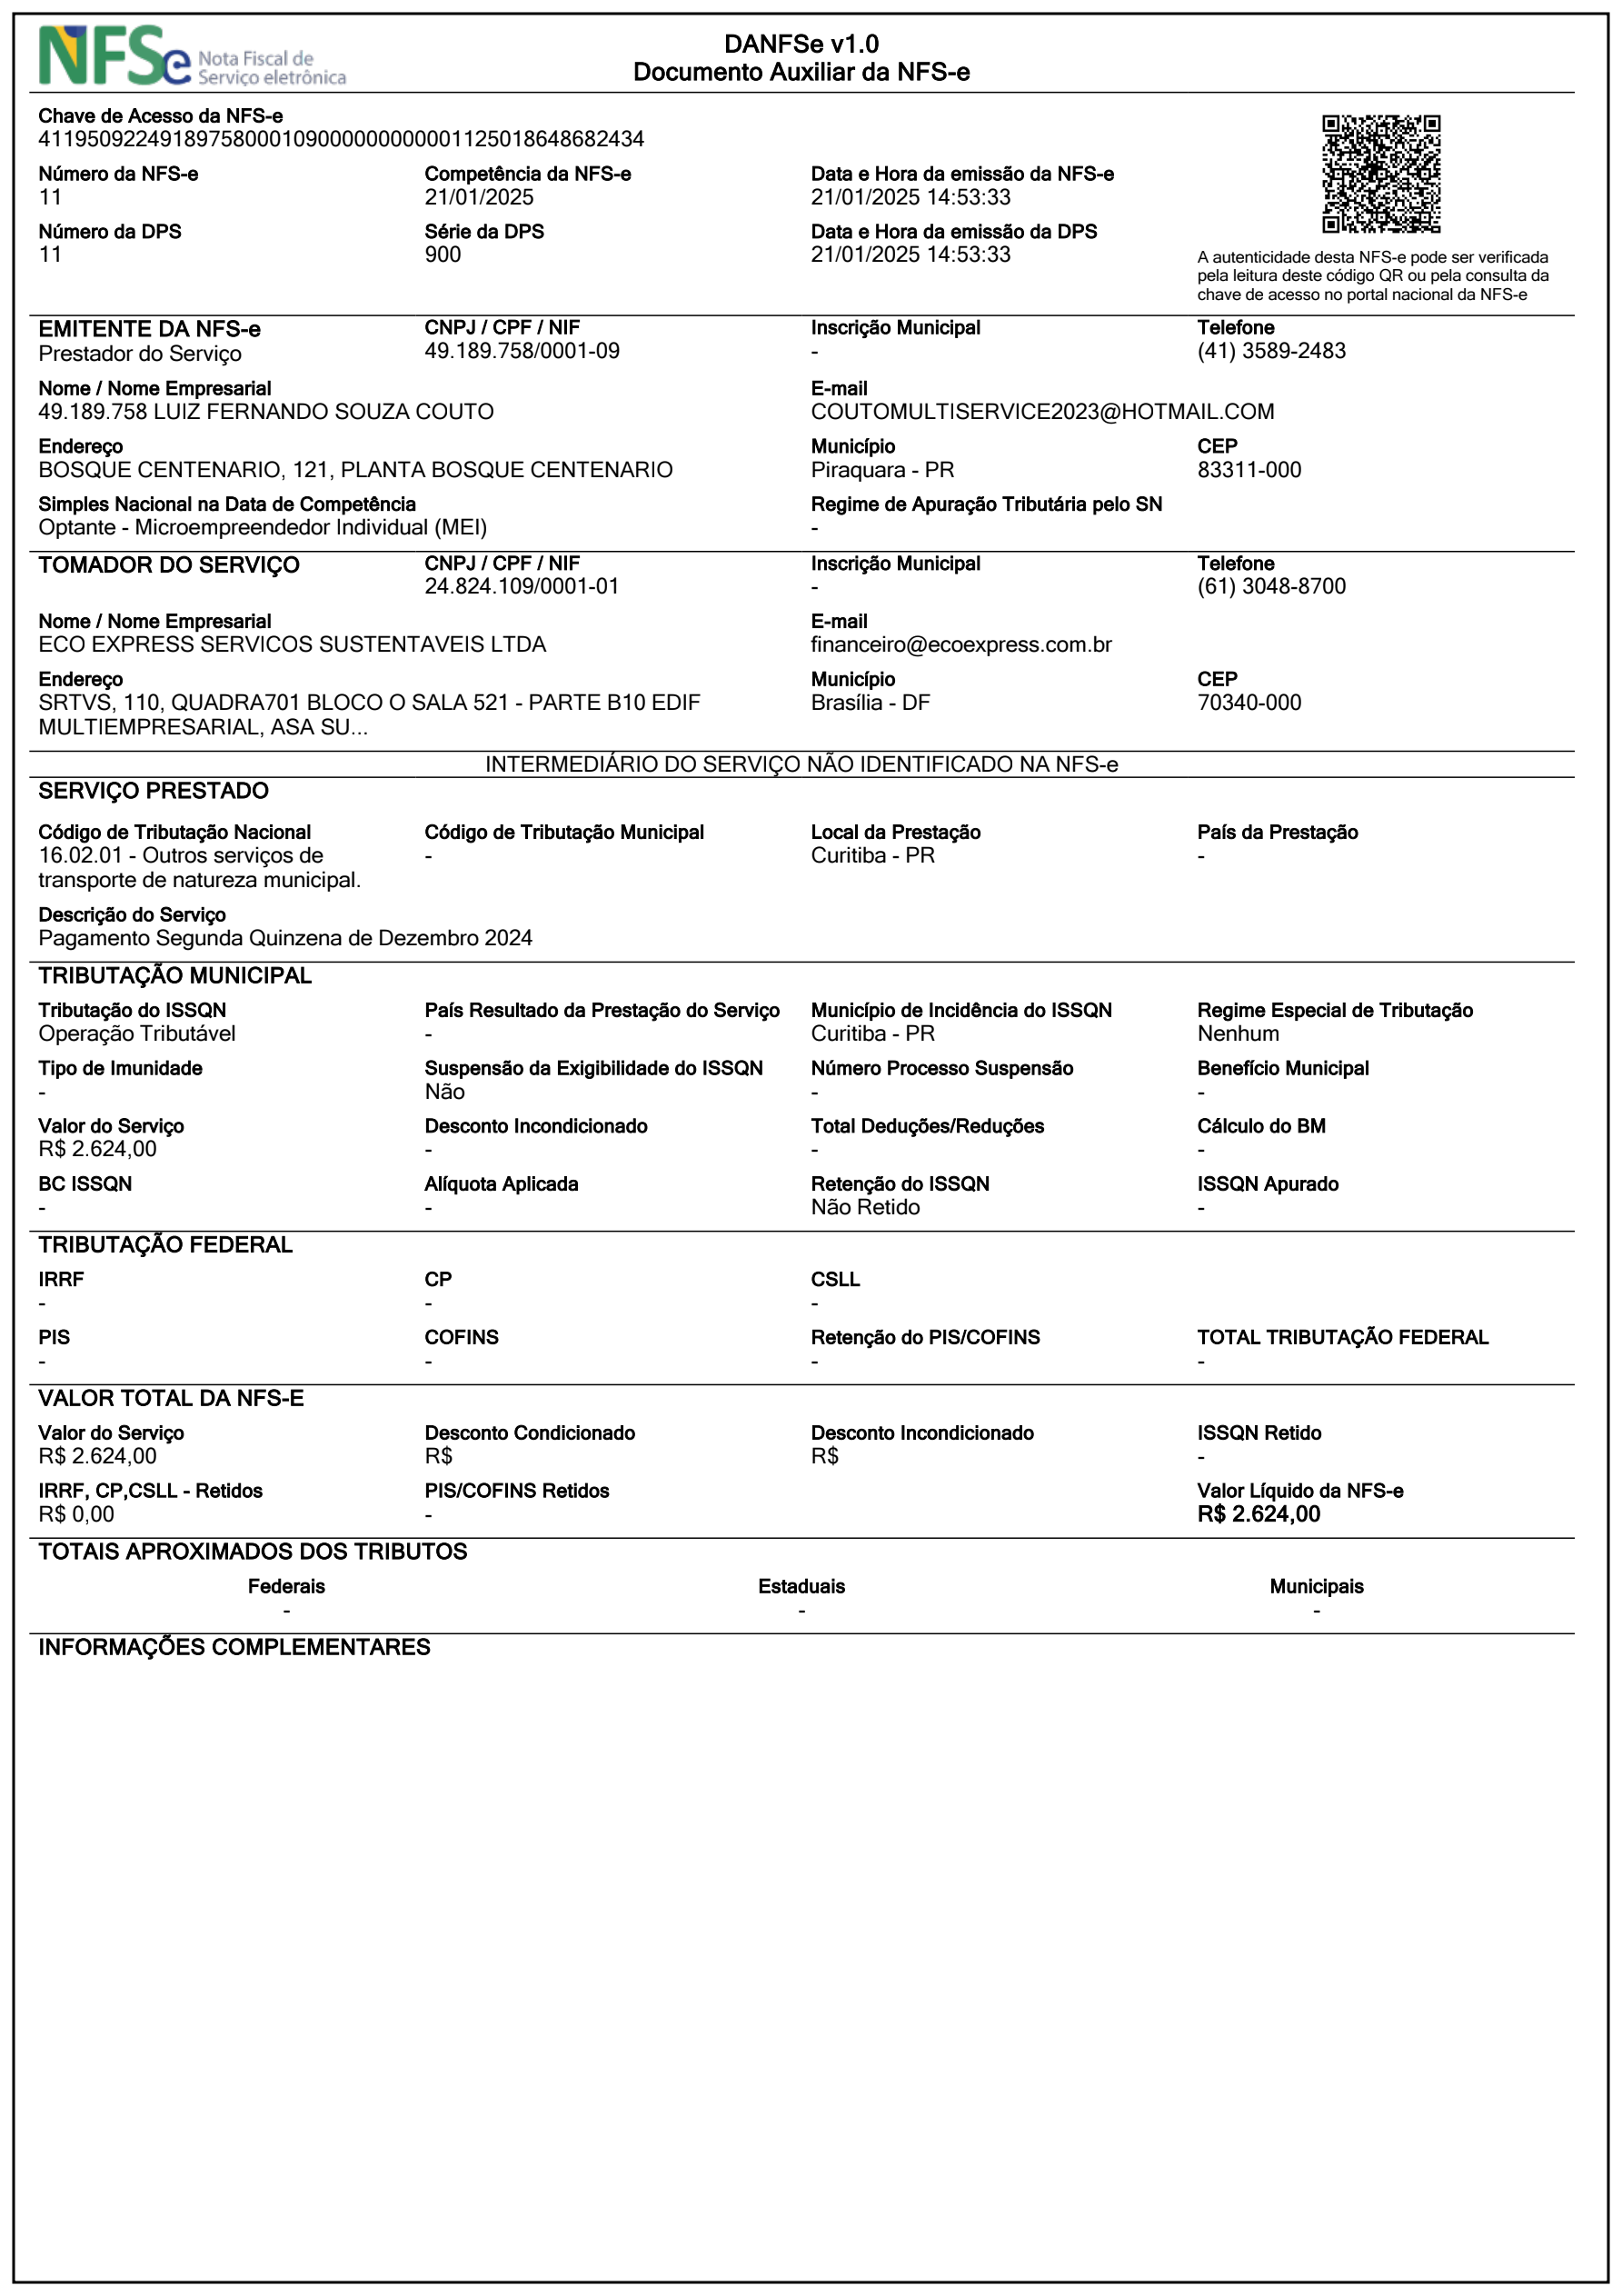 NFSe Nota Fiscal de
Serviço eletrônica
DANFSe v1.0
Documento Auxiliar da NFS-e
Chave de Acesso da NFS-e
41195092249189758000109000000000001125018648682434
Número da NFS-e Competência da NFS-e Data e Hora da emissão da NFS-e
11 21/01/2025 21/01/2025 14:53:33
Número da DPS Série da DPS Data e Hora da emissão da DPS
11 900 21/01/2025 14:53:33
A autenticidade desta NFS-e pode ser verificada
pela leitura deste código QR ou pela consulta da
chave de acesso no portal nacional da NFS-e
EMITENTE DA NFS-e CNPJ / CPF / NIF Inscrição Municipal Telefone
Prestador do Serviço 49.189.758/0001-09 - (41) 3589-2483
Nome / Nome Empresarial E-mail
49.189.758 LUIZ FERNANDO SOUZA COUTO COUTOMULTISERVICE2023@HOTMAIL.COM
Endereço Município CEP
BOSQUE CENTENARIO, 121, PLANTA BOSQUE CENTENARIO Piraquara - PR 83311-000
Simples Nacional na Data de Competência Regime de Apuração Tributária pelo SN
Optante - Microempreendedor Individual (MEI) -
TOMADOR DO SERVIÇO CNPJ / CPF / NIF Inscrição Municipal Telefone
24.824.109/0001-01 - (61) 3048-8700
Nome / Nome Empresarial E-mail
ECO EXPRESS SERVICOS SUSTENTAVEIS LTDA financeiro@ecoexpress.com.br
Endereço Município CEP
SRTVS, 110, QUADRA701 BLOCO O SALA 521 - PARTE B10 EDIF Brasília - DF 70340-000
MULTIEMPRESARIAL, ASA SU...
INTERMEDIÁRIO DO SERVIÇO NÃO IDENTIFICADO NA NFS-e
SERVIÇO PRESTADO
Código de Tributação Nacional Código de Tributação Municipal Local da Prestação País da Prestação
16.02.01 - Outros serviços de - Curitiba - PR -
transporte de natureza municipal.
Descrição do Serviço
Pagamento Segunda Quinzena de Dezembro 2024
TRIBUTAÇÃO MUNICIPAL
Tributação do ISSQN País Resultado da Prestação do Serviço Município de Incidência do ISSQN Regime Especial de Tributação
Operação Tributável - Curitiba - PR Nenhum
Tipo de Imunidade Suspensão da Exigibilidade do ISSQN Número Processo Suspensão Benefício Municipal
- Não - -
Valor do Serviço Desconto Incondicionado Total Deduções/Reduções Cálculo do BM
R$ 2.624,00 - - -
BC ISSQN Alíquota Aplicada Retenção do ISSQN ISSQN Apurado
- - Não Retido -
TRIBUTAÇÃO FEDERAL
IRRF CP CSLL
- - -
PIS COFINS Retenção do PIS/COFINS TOTAL TRIBUTAÇÃO FEDERAL
- - - -
VALOR TOTAL DA NFS-E
Valor do Serviço Desconto Condicionado Desconto Incondicionado ISSQN Retido
R$ 2.624,00 R$ R$ -
IRRF, CP,CSLL - Retidos PIS/COFINS Retidos Valor Líquido da NFS-e
R$ 0,00 - R$ 2.624,00
TOTAIS APROXIMADOS DOS TRIBUTOS
Federais Estaduais Municipais
- - -
INFORMAÇÕES COMPLEMENTARES